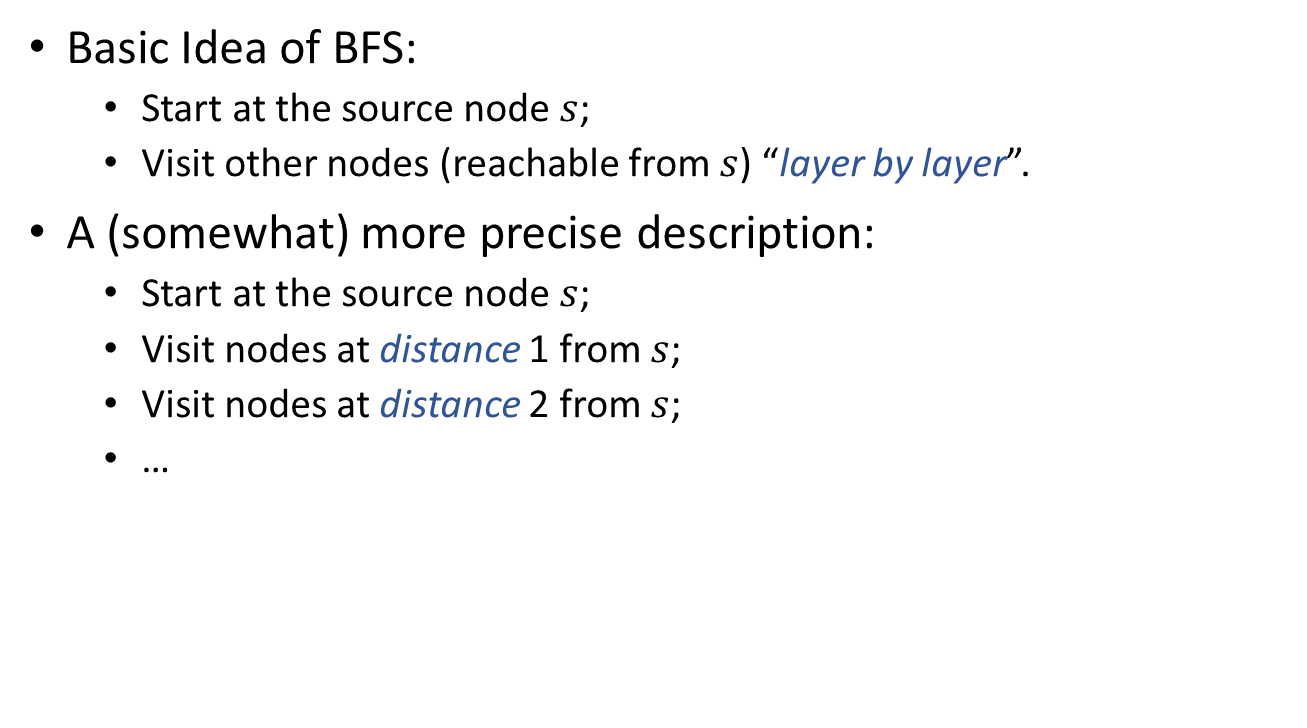 • Basic Idea of BFS:
• Start at the source node s;
• Visit other nodes (reachable from s) “layer by layer”.
• A (somewhat) more precise description:
• Start at the source node s;
• Visit nodes at distance 1 from s;
• Visit nodes at distance 2 from s;
• …